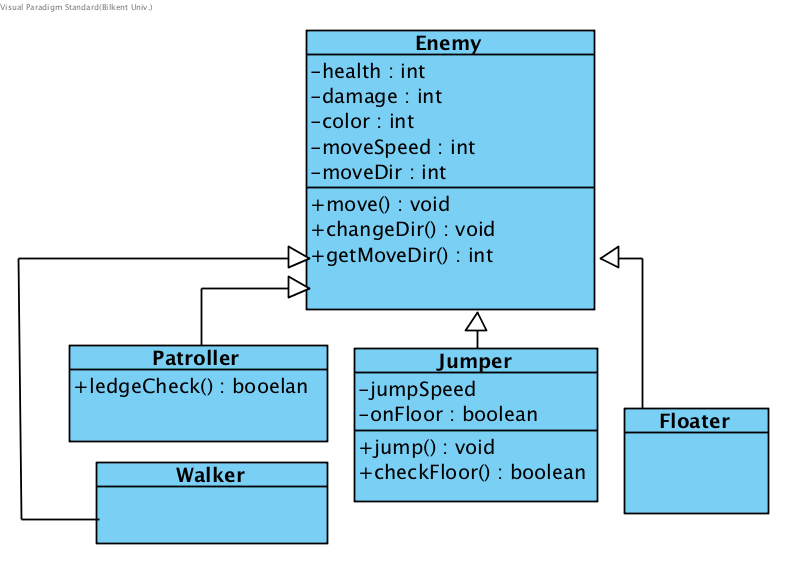 Visual Paradigm Standard(Bilkent Univ.)
Enemy
-health : int
-damage : int
-color : int
-moveSpeed : int
-moveDir : int
+move() : void
+changeDir() : void
+getMoveDir() : int
Patroller
+ledgeCheck() : booelan
Jumper
-jumpSpeed
-onFloor : boolean
+jump() : void
+checkFloor() : boolean
Floater
Walker